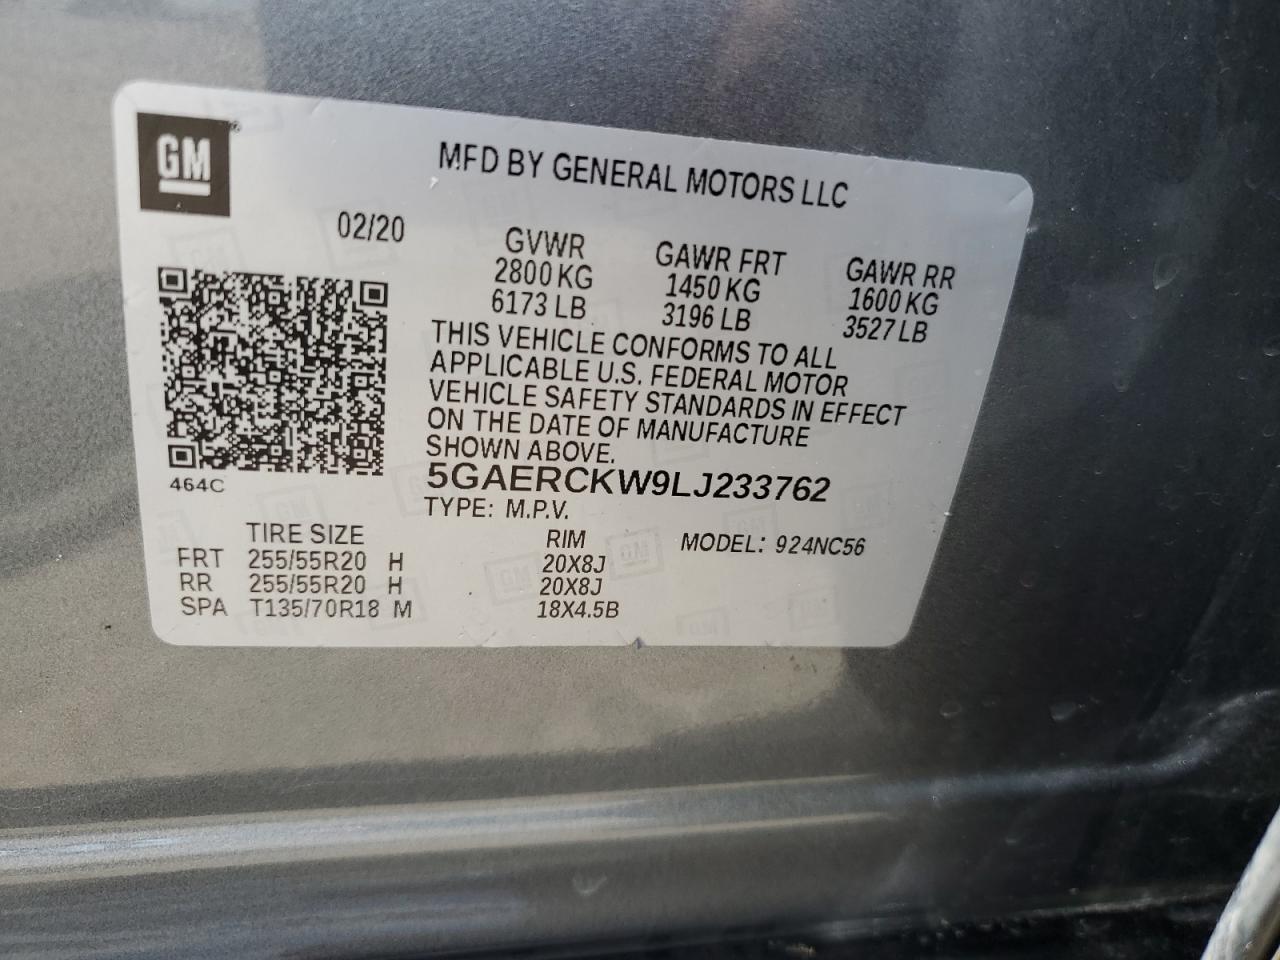 GM
MFD BY GENERAL MOTORS LLC
02/20
GVWR GAWR FRT GAWR RR
2800 KG 1450 KG 1600 KG
6173 LB 3196 LB 3527 LB
THIS VEHICLE CONFORMS TO ALL
APPLICABLE U.S. FEDERAL MOTOR
VEHICLE SAFETY STANDARDS IN EFFECT
ON THE DATE OF MANUFACTURE
SHOWN ABOVE.
464C
5GAERCKW9LJ233762
TYPE: M.P.V.
TIRE SIZE RIM MODEL: 924NC56
FRT 255/55R20 H 20X8J
RR 255/55R20 H 20X8J
SPA T135/70R18 M 18X4.5B